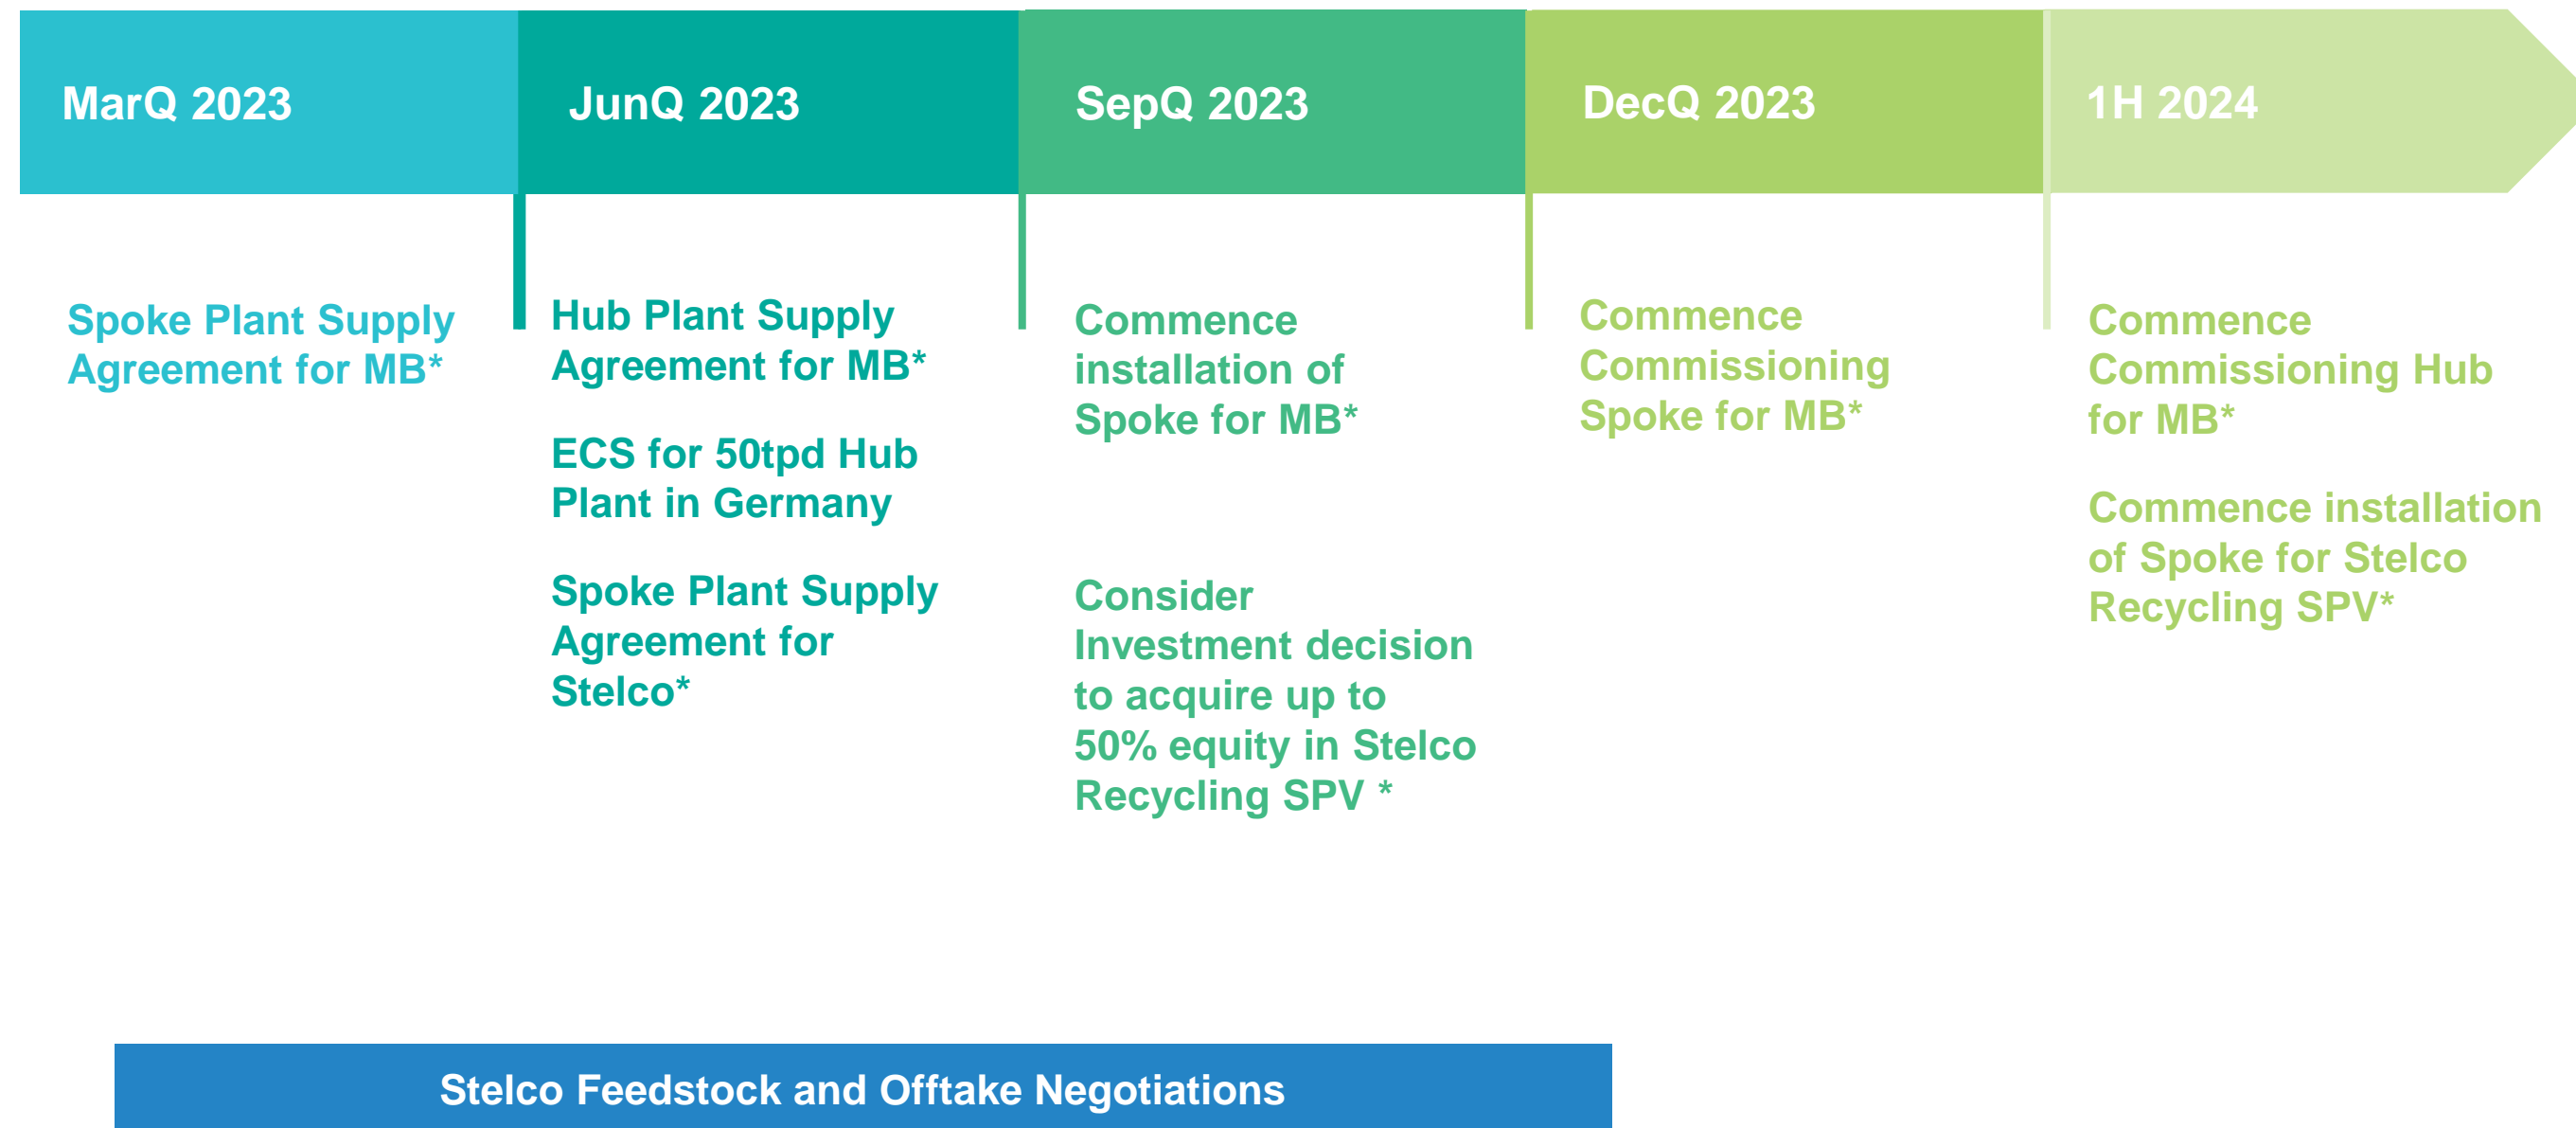 MarQ 2023
JunQ 2023
SepQ 2023
DecQ 2023
1H 2024
Spoke Plant Supply
Agreement for MB*
Hub Plant Supply
Agreement for MB*
ECS for 50tpd Hub
Plant in Germany
Spoke Plant Supply
Agreement for
Stelco*
Commence
installation of
Spoke for MB*
Consider
Investment decision
to acquire up to
50% equity in Stelco
Recycling SPV *
Commence
Commissioning
Spoke for MB*
Commence
Commissioning Hub
for MB*
Commence installation
of Spoke for Stelco
Recycling SPV*
Stelco Feedstock and Offtake Negotiations